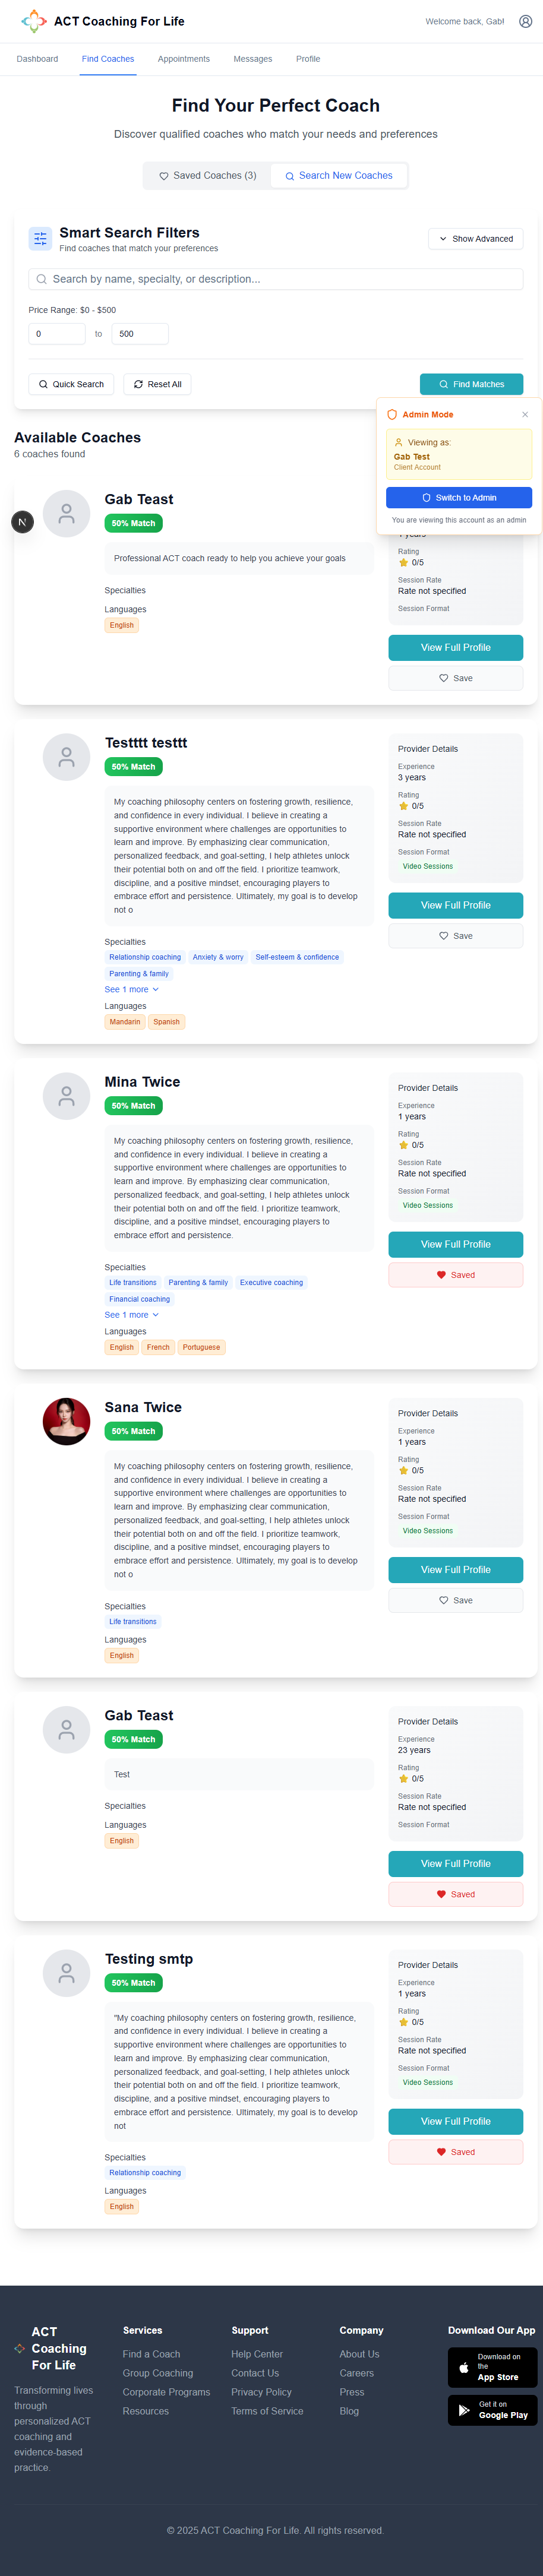 ACT Coaching For Life
Welcome back, Gab!
Dashboard
Find Coaches
Appointments
Messages
Profile
Find Your Perfect Coach
Discover qualified coaches who match your needs and preferences
Saved Coaches (3)
Search New Coaches
Smart Search Filters
Find coaches that match your preferences
Show Advanced
Search by name, specialty, or description...
Price Range: $0 - $500
0
to
500
Quick Search
Reset All
Find Matches
Admin Mode
Viewing as:
Gab Test
Client Account
Switch to Admin
You are viewing this account as an admin
Available Coaches
6 coaches found
Gab Teast
50% Match
Professional ACT coach ready to help you achieve your goals
Specialties
Languages
English
Rating
0/5
Session Rate
Rate not specified
Session Format
View Full Profile
Save
N
Testttt testtt
50% Match
My coaching philosophy centers on fostering growth, resilience,
and confidence in every individual. I believe in creating a
supportive environment where challenges are opportunities to
learn and improve. By emphasizing clear communication,
personalized feedback, and goal-setting, I help athletes unlock
their potential both on and off the field. I prioritize teamwork,
discipline, and a positive mindset, encouraging players to
embrace effort and persistence. Ultimately, my goal is to develop
not o
Specialties
Relationship coaching
Anxiety & worry
Self-esteem & confidence
Parenting & family
See 1 more
Languages
Mandarin
Spanish
Provider Details
Experience
3 years
Rating
0/5
Session Rate
Rate not specified
Session Format
Video Sessions
View Full Profile
Save
Mina Twice
50% Match
My coaching philosophy centers on fostering growth, resilience,
and confidence in every individual. I believe in creating a
supportive environment where challenges are opportunities to
learn and improve. By emphasizing clear communication,
personalized feedback, and goal-setting, I help athletes unlock
their potential both on and off the field. I prioritize teamwork,
discipline, and a positive mindset, encouraging players to
embrace effort and persistence.
Specialties
Life transitions
Parenting & family
Executive coaching
Financial coaching
See 1 more
Languages
English
French
Portuguese
Provider Details
Experience
1 years
Rating
0/5
Session Rate
Rate not specified
Session Format
Video Sessions
View Full Profile
Saved
Sana Twice
50% Match
My coaching philosophy centers on fostering growth, resilience,
and confidence in every individual. I believe in creating a
supportive environment where challenges are opportunities to
learn and improve. By emphasizing clear communication,
personalized feedback, and goal-setting, I help athletes unlock
their potential both on and off the field. I prioritize teamwork,
discipline, and a positive mindset, encouraging players to
embrace effort and persistence. Ultimately, my goal is to develop
not o
Specialties
Life transitions
Languages
English
Provider Details
Experience
1 years
Rating
0/5
Session Rate
Rate not specified
Session Format
Video Sessions
View Full Profile
Save
Gab Teast
50% Match
Test
Specialties
Languages
English
Provider Details
Experience
23 years
Rating
0/5
Session Rate
Rate not specified
Session Format
View Full Profile
Saved
Testing smtp
50% Match
"My coaching philosophy centers on fostering growth, resilience,
and confidence in every individual. I believe in creating a
supportive environment where challenges are opportunities to
learn and improve. By emphasizing clear communication,
personalized feedback, and goal-setting, I help athletes unlock
their potential both on and off the field. I prioritize teamwork,
discipline, and a positive mindset, encouraging players to
embrace effort and persistence. Ultimately, my goal is to develop
not
Specialties
Relationship coaching
Languages
English
Provider Details
Experience
1 years
Rating
0/5
Session Rate
Rate not specified
Session Format
Video Sessions
View Full Profile
Saved
ACT
Coaching
For Life
Transforming lives
through
personalized ACT
coaching and
evidence-based
practice.
Services
Find a Coach
Group Coaching
Corporate Programs
Resources
Support
Help Center
Contact Us
Privacy Policy
Terms of Service
Company
About Us
Careers
Press
Blog
Download Our App
Download on
the
App Store
Get it on
Google Play
© 2025 ACT Coaching For Life. All rights reserved.